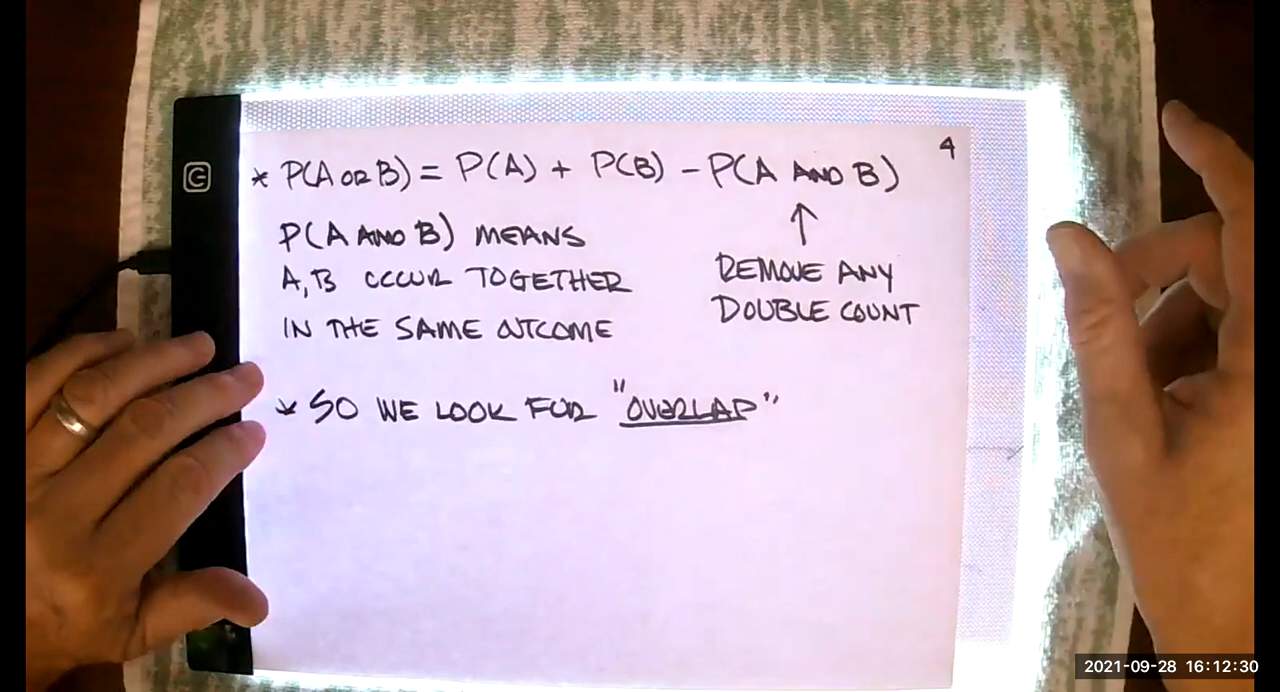 4
* P(A OR B) = P(A) + P(B) - P(A AND B)
P(A AND B) MEANS
A, B OCCUR TOGETHER
IN THE SAME OUTCOME
↑
REMOVE ANY
DOUBLE COUNT
* SO WE LOOK FOR "OVERLAP"
2021-09-28 16:12:30